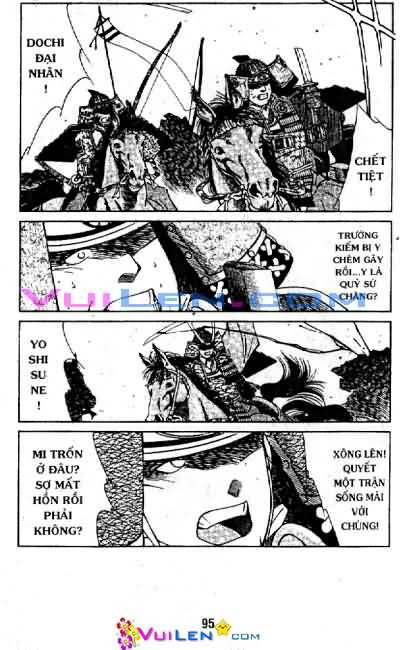 DOCHI
ĐẠI
NHÂN
!
CHẾT
TIỆT
!
TRƯỜNG
KIẾM BỊ Y
CHÉM GÃY
RỒI...Y LÀ
QUỶ SỨ
CHĂNG?
VUILEN.COM
YO
SHI
SU
NE
!
MI TRỐN
Ở ĐÂU?
SỢ MẤT
HỒN RỒI
PHẢI
KHÔNG?
XÔNG LÊN!
QUYẾT
MỘT TRẬN
SỐNG MÁI
VỚI
CHÚNG!
95
VUILEN.COM